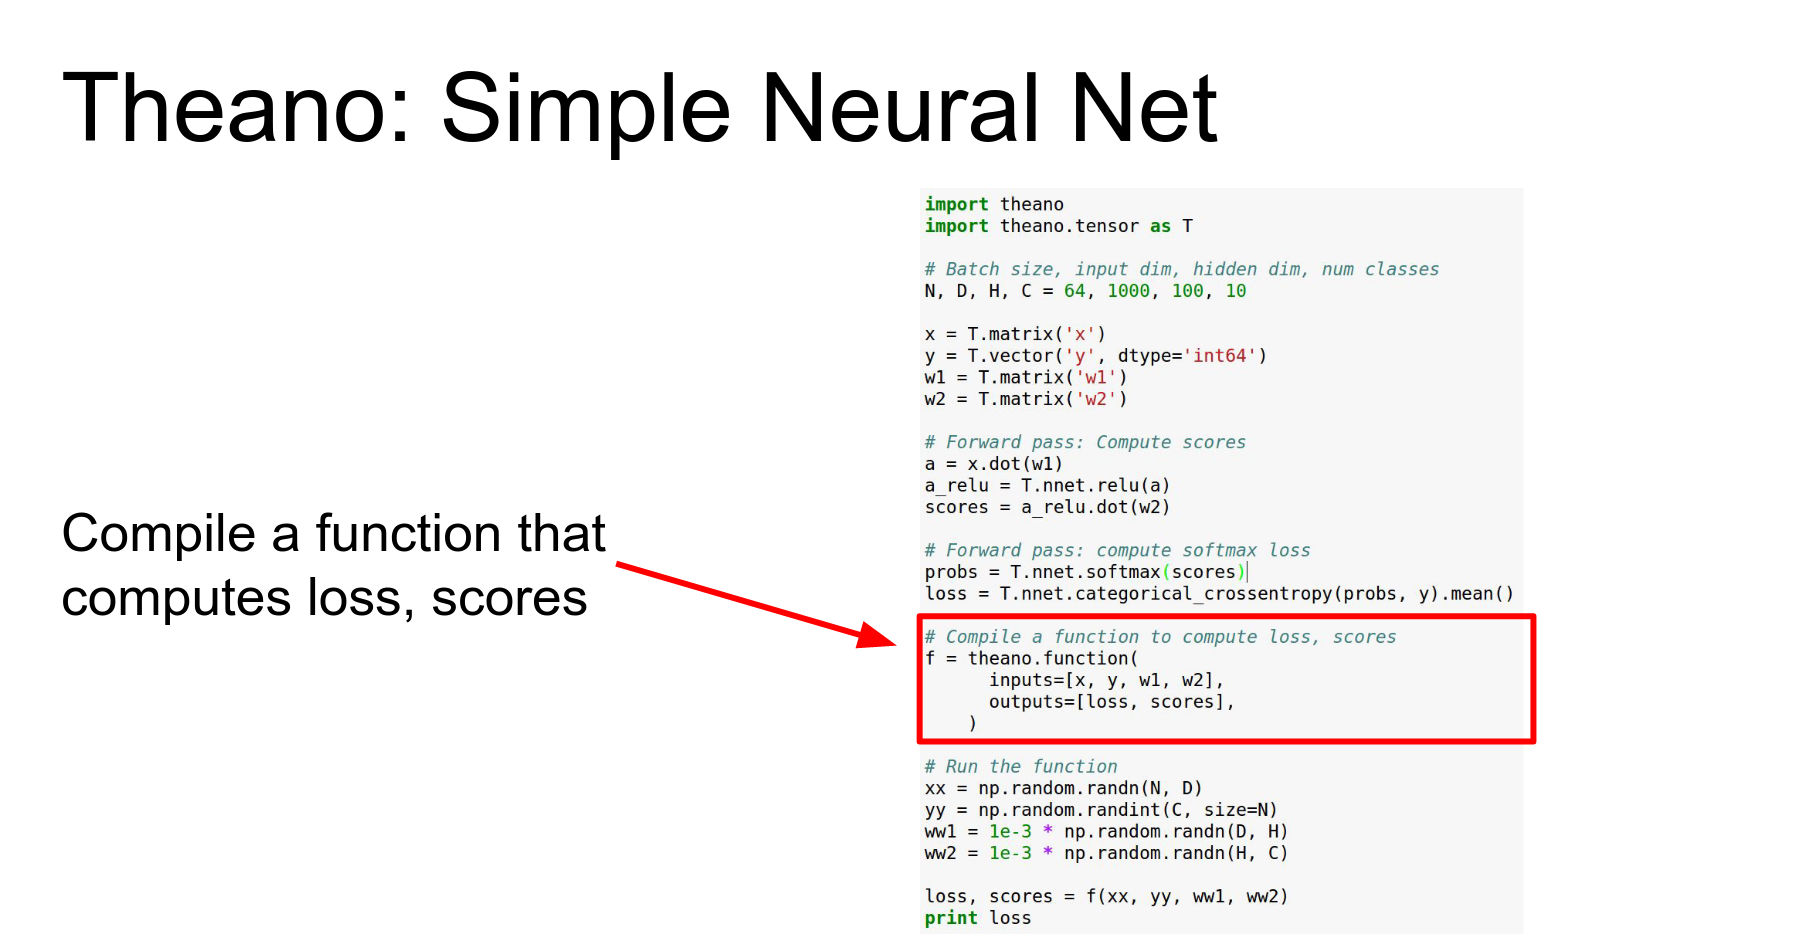 Theano: Simple Neural Net
Compile a function that
computes loss, scores
import theano
import theano.tensor as T
# Batch size, input dim, hidden dim, num classes
N, D, H, C = 64, 1000, 100, 10
x = T.matrix('x')
y = T.vector('y', dtype='int64')
w1 = T.matrix('w1')
w2 = T.matrix('w2')
# Forward pass: Compute scores
a = x.dot(w1)
a_relu = T.nnet.relu(a)
scores = a_relu.dot(w2)
# Forward pass: compute softmax loss
probs = T.nnet.softmax(scores)
loss = T.nnet.categorical_crossentropy(probs, y).mean()
# Compile a function to compute loss, scores
f = theano.function(
      inputs=[x, y, w1, w2],
      outputs=[loss, scores],
    )
# Run the function
xx = np.random.randn(N, D)
yy = np.random.randint(C, size=N)
ww1 = 1e-3 * np.random.randn(D, H)
ww2 = 1e-3 * np.random.randn(H, C)
loss, scores = f(xx, yy, ww1, ww2)
print loss